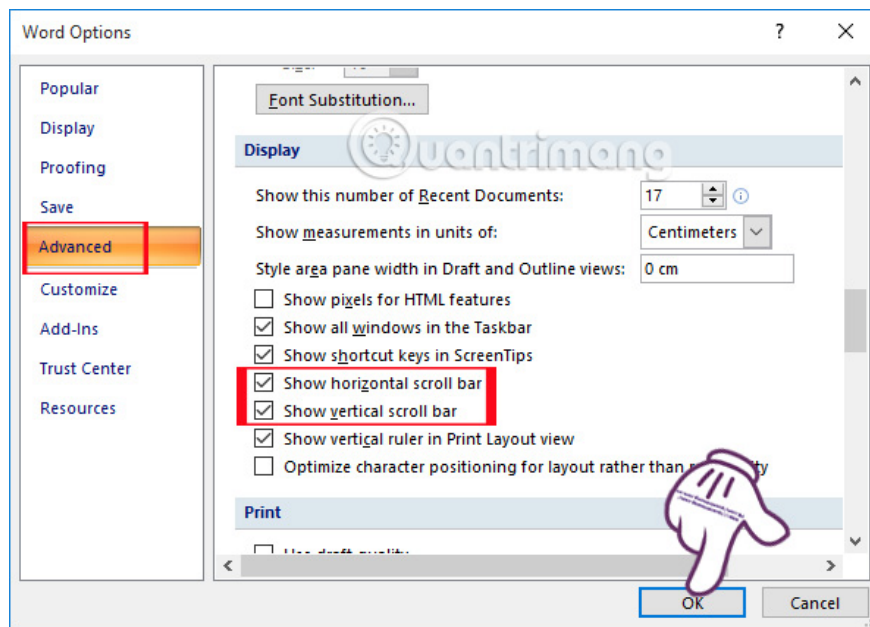 Word Options
?
Popular
Display
Proofing
Save
Advanced
Customize
Add-Ins
Trust Center
Resources
Font Substitution...
Quantrimang
Display
Show this number of Recent Documents: 17
Show measurements in units of: Centimeters
Style area pane width in Draft and Outline views: 0 cm
Show pixels for HTML features
Show all windows in the Taskbar
Show shortcut keys in ScreenTips
Show horizontal scroll bar
Show vertical scroll bar
Show vertical ruler in Print Layout view
Optimize character positioning for layout rather than
Print
Use draft quality
OK
Cancel